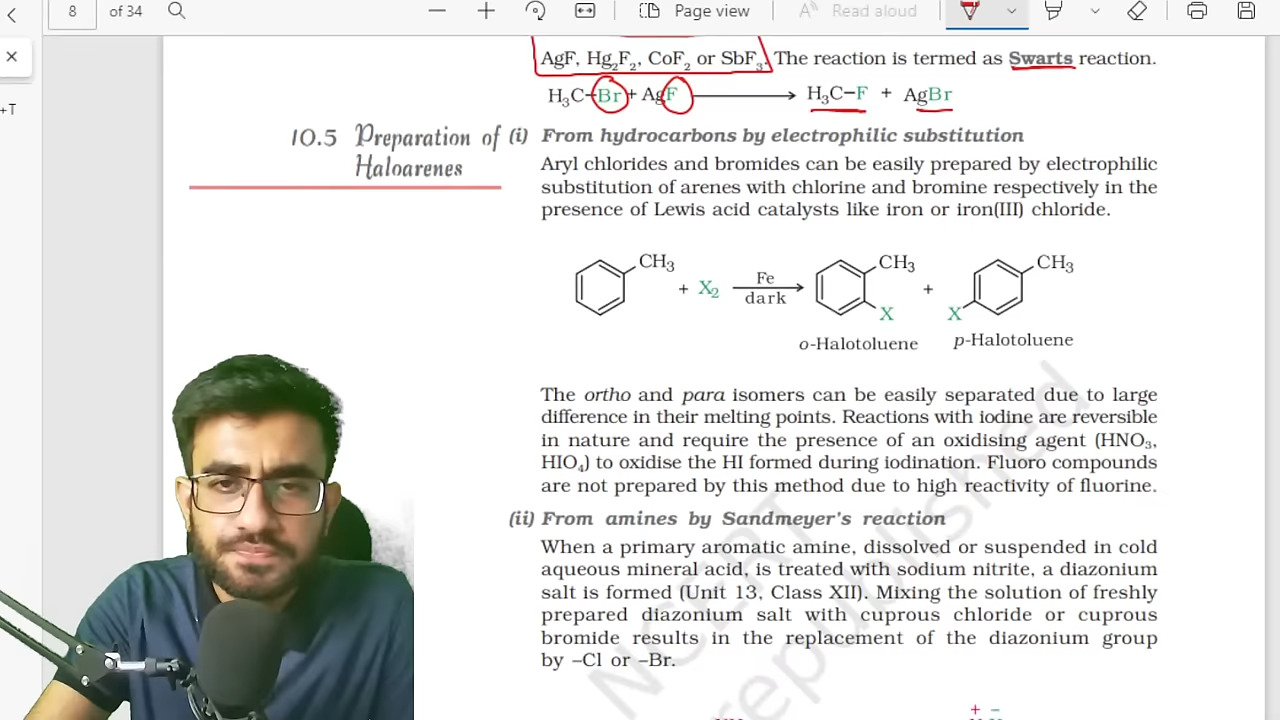 8 of 34 Page view Read aloud
+T
AgF, Hg₂F₂, CoF₂ or SbF₃. The reaction is termed as Swarts reaction.
H₃C−Br + AgF → H₃C−F + AgBr
10.5 Preparation of
Haloarenes
(i) From hydrocarbons by electrophilic substitution
Aryl chlorides and bromides can be easily prepared by electrophilic
substitution of arenes with chlorine and bromine respectively in the
presence of Lewis acid catalysts like iron or iron(III) chloride.
CH₃ CH₃ CH₃
+ X₂ Fe +
dark
X X
o-Halotoluene p-Halotoluene
The ortho and para isomers can be easily separated due to large
difference in their melting points. Reactions with iodine are reversible
in nature and require the presence of an oxidising agent (HNO₃,
HIO₄) to oxidise the HI formed during iodination. Fluoro compounds
are not prepared by this method due to high reactivity of fluorine.
(ii) From amines by Sandmeyer's reaction
When a primary aromatic amine, dissolved or suspended in cold
aqueous mineral acid, is treated with sodium nitrite, a diazonium
salt is formed (Unit 13, Class XII). Mixing the solution of freshly
prepared diazonium salt with cuprous chloride or cuprous
bromide results in the replacement of the diazonium group
by –Cl or –Br.
NCERT
republished
+ −